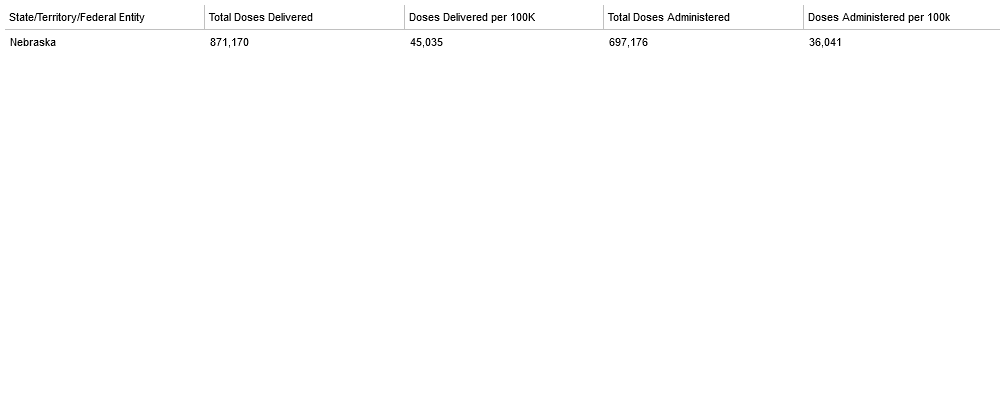 State/Territory/Federal Entity Total Doses Delivered Doses Delivered per 100K Total Doses Administered Doses Administered per 100k
Nebraska 871,170 45,035 697,176 36,041